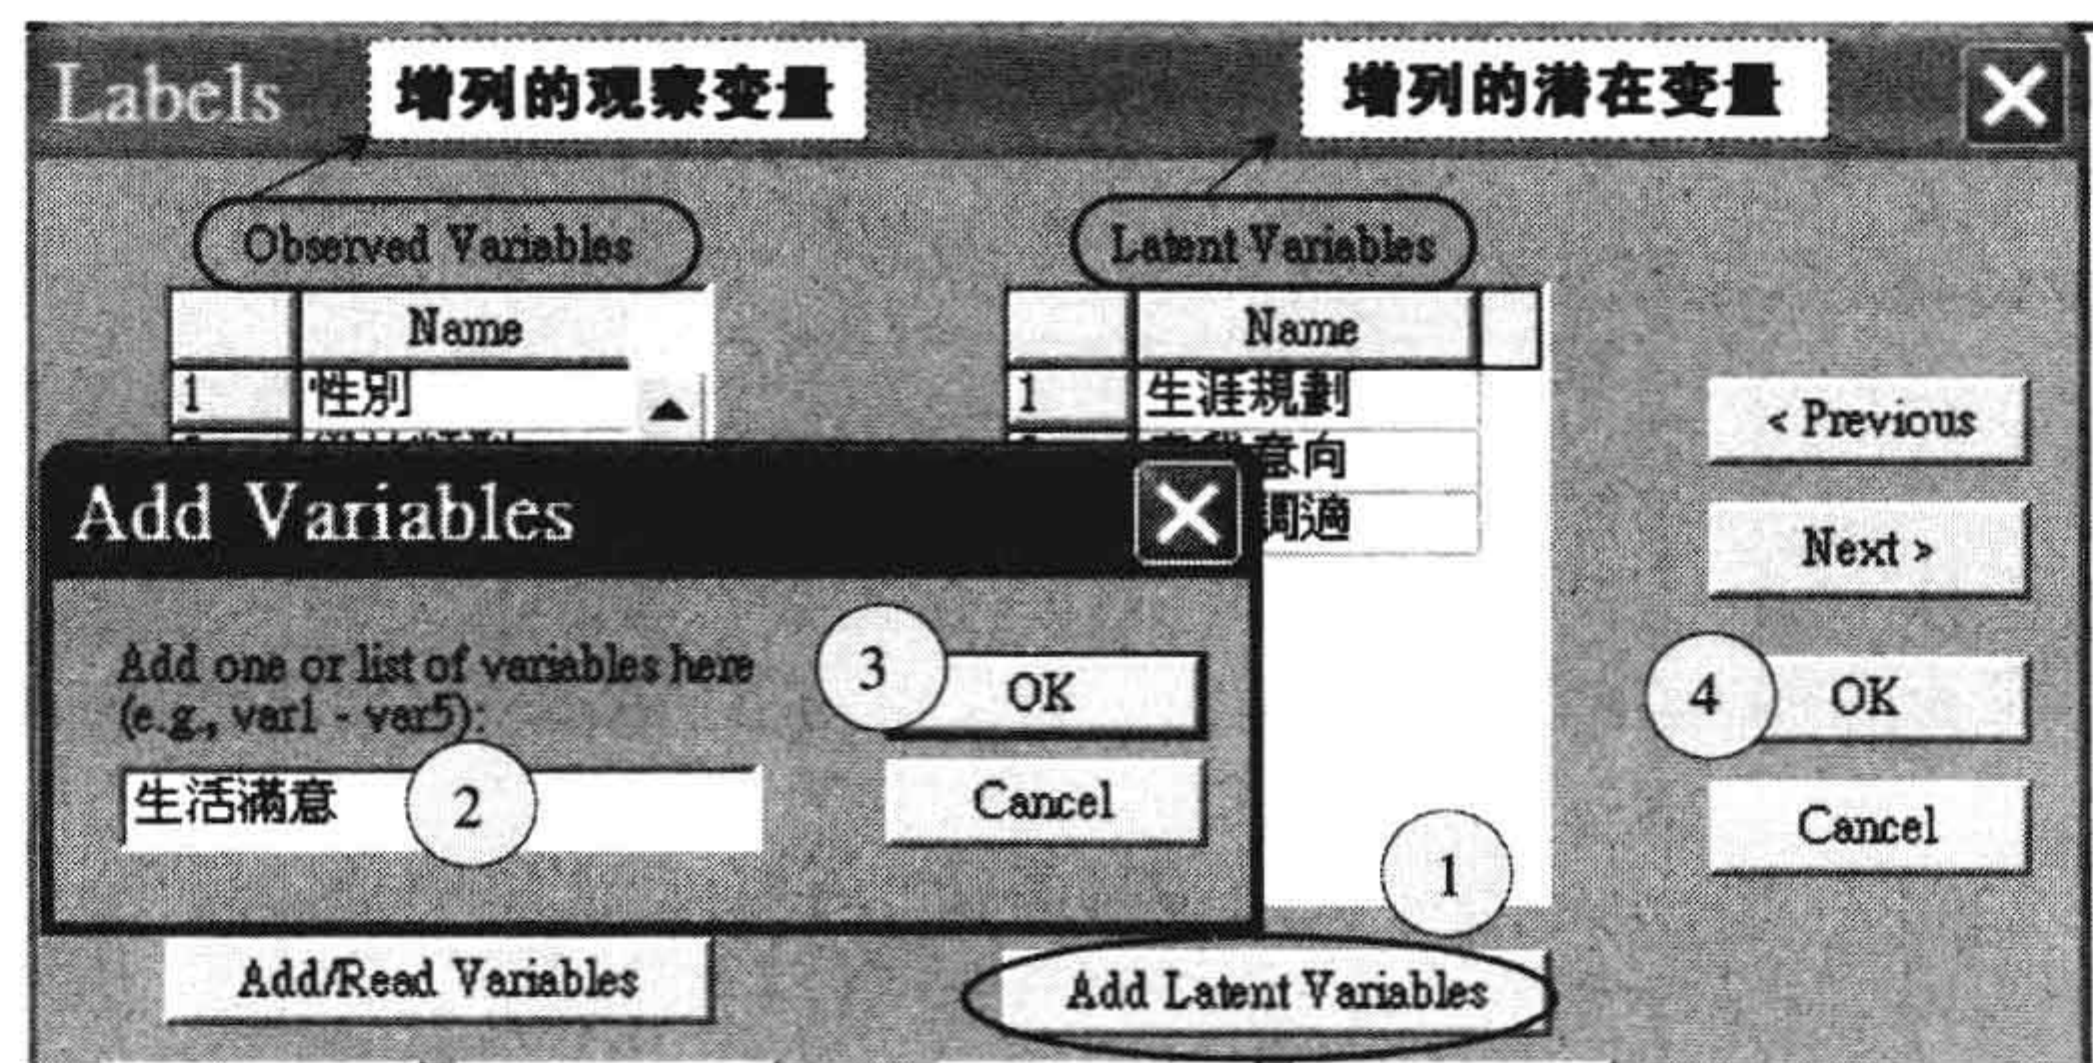 Labels 增列的观察变量 增列的潜在变量
Observed Variables Latent Variables
Name Name
1 性別 1 生涯規劃
意向
調適
< Previous
Next >
Add Variables
Add one or list of variables here
(e.g., var1 - var5):
生活滿意 2
3 OK
Cancel
1
4 OK
Cancel
Add/Read Variables Add Latent Variables